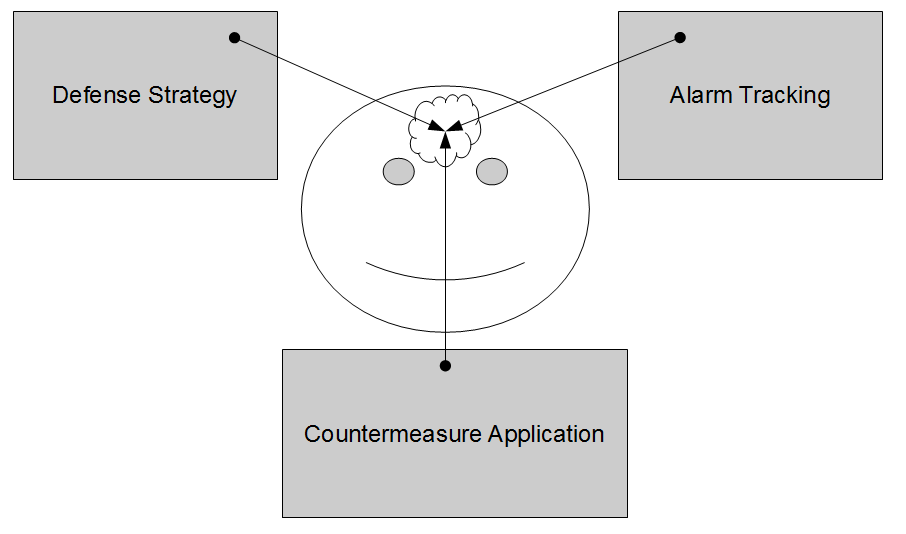 Defense Strategy
Alarm Tracking
Countermeasure Application